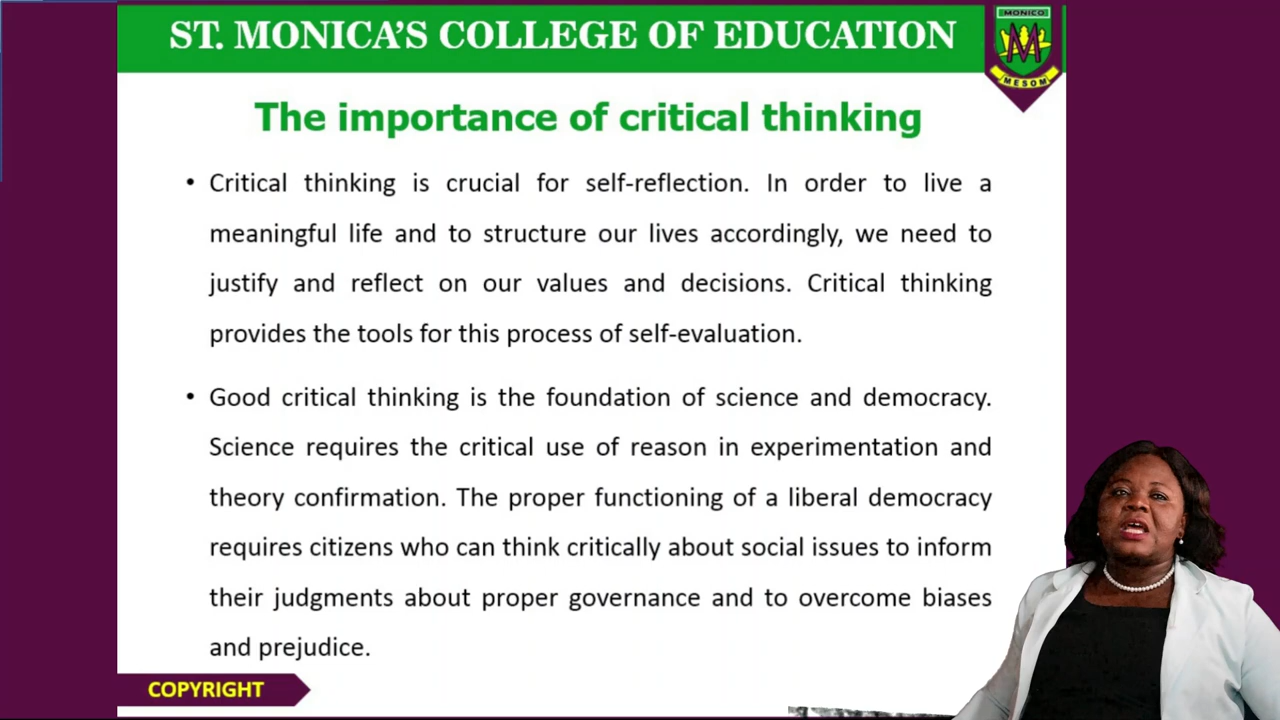 ST. MONICA'S COLLEGE OF EDUCATION
MONICO
M
MESOM
The importance of critical thinking
• Critical thinking is crucial for self-reflection. In order to live a
meaningful life and to structure our lives accordingly, we need to
justify and reflect on our values and decisions. Critical thinking
provides the tools for this process of self-evaluation.
• Good critical thinking is the foundation of science and democracy.
Science requires the critical use of reason in experimentation and
theory confirmation. The proper functioning of a liberal democracy
requires citizens who can think critically about social issues to inform
their judgments about proper governance and to overcome biases
and prejudice.
COPYRIGHT